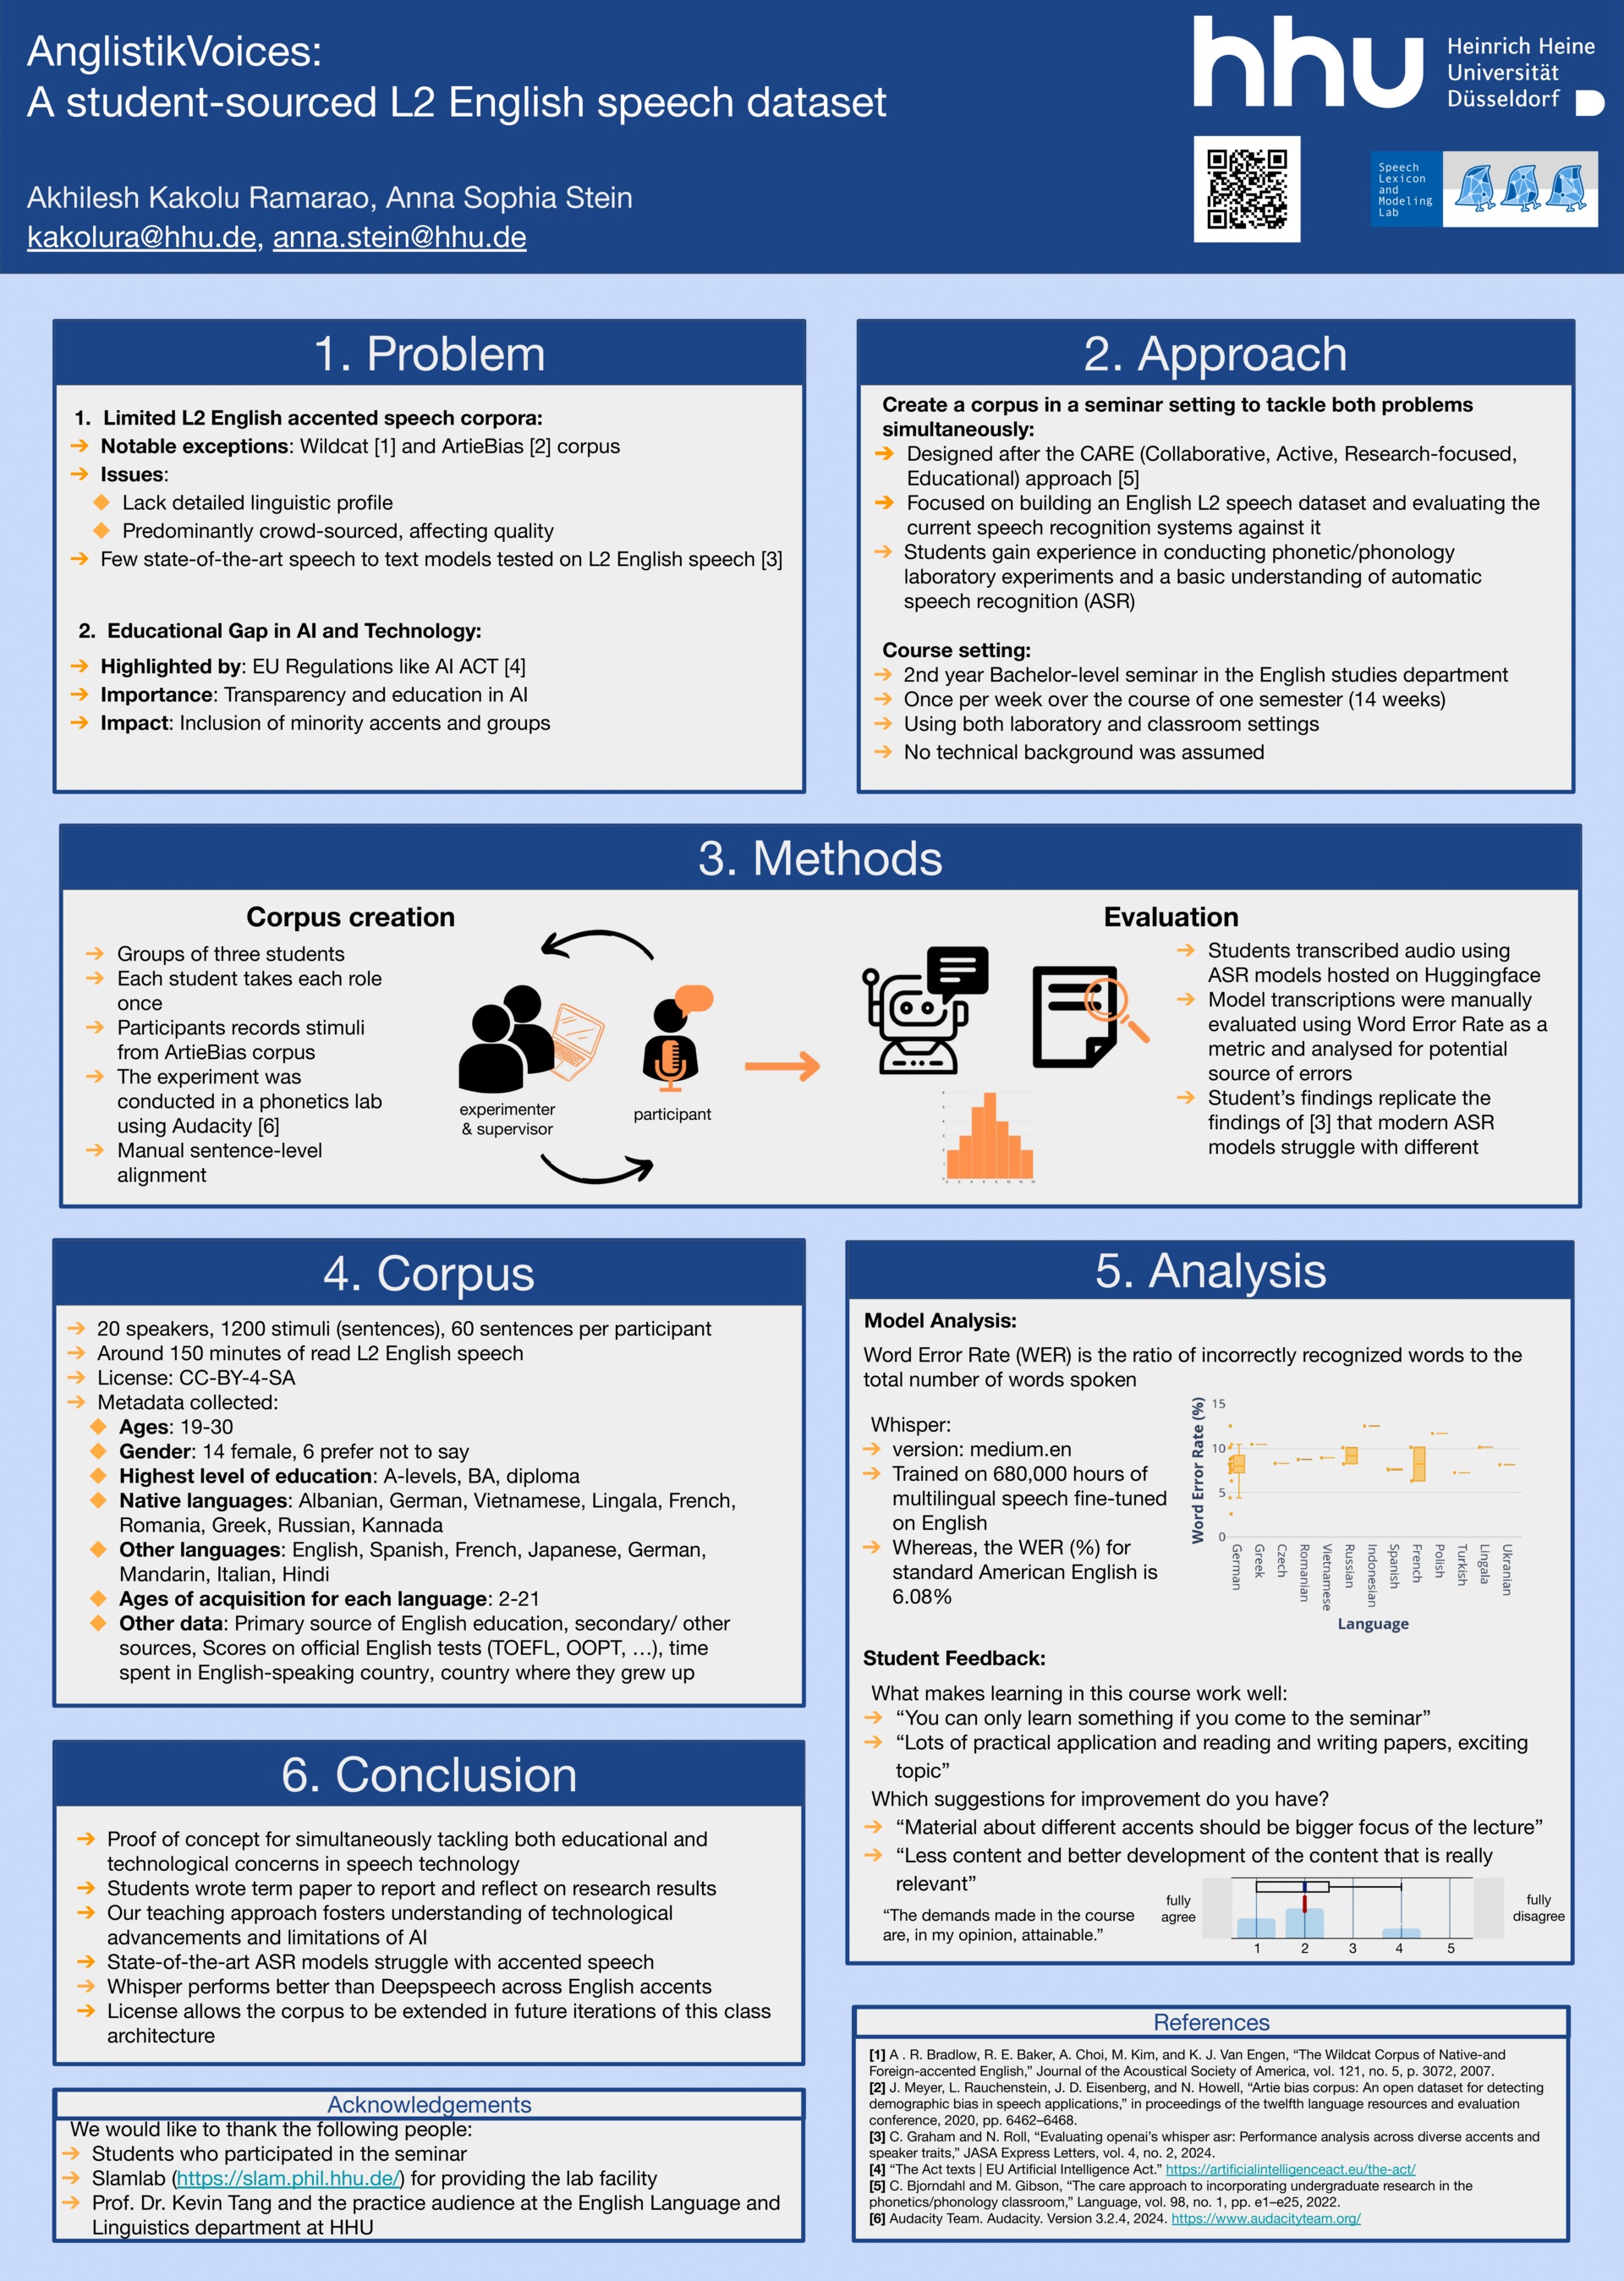 AnglistikVoices:
A student-sourced L2 English speech dataset
Akhilesh Kakolu Ramarao, Anna Sophia Stein
kakolura@hhu.de, anna.stein@hhu.de
hhu
Heinrich Heine
Universität
Düsseldorf
Speech
Lexicon
and
Modeling
Lab
1. Problem
1. Limited L2 English accented speech corpora:
➔ Notable exceptions: Wildcat [1] and ArtieBias [2] corpus
➔ Issues:
◆ Lack detailed linguistic profile
◆ Predominantly crowd-sourced, affecting quality
➔ Few state-of-the-art speech to text models tested on L2 English speech [3]
2. Educational Gap in AI and Technology:
➔ Highlighted by: EU Regulations like AI ACT [4]
➔ Importance: Transparency and education in AI
➔ Impact: Inclusion of minority accents and groups
2. Approach
Create a corpus in a seminar setting to tackle both problems
simultaneously:
➔ Designed after the CARE (Collaborative, Active, Research-focused,
Educational) approach [5]
➔ Focused on building an English L2 speech dataset and evaluating the
current speech recognition systems against it
➔ Students gain experience in conducting phonetic/phonology
laboratory experiments and a basic understanding of automatic
speech recognition (ASR)
Course setting:
➔ 2nd year Bachelor-level seminar in the English studies department
➔ Once per week over the course of one semester (14 weeks)
➔ Using both laboratory and classroom settings
➔ No technical background was assumed
3. Methods
Corpus creation
➔ Groups of three students
➔ Each student takes each role
once
➔ Participants records stimuli
from ArtieBias corpus
➔ The experiment was
conducted in a phonetics lab
using Audacity [6]
➔ Manual sentence-level
alignment
experimenter
& supervisor
participant
Evaluation
➔ Students transcribed audio using
ASR models hosted on Huggingface
➔ Model transcriptions were manually
evaluated using Word Error Rate as a
metric and analysed for potential
source of errors
➔ Student's findings replicate the
findings of [3] that modern ASR
models struggle with different
4. Corpus
➔ 20 speakers, 1200 stimuli (sentences), 60 sentences per participant
➔ Around 150 minutes of read L2 English speech
➔ License: CC-BY-4-SA
➔ Metadata collected:
◆ Ages: 19-30
◆ Gender: 14 female, 6 prefer not to say
◆ Highest level of education: A-levels, BA, diploma
◆ Native languages: Albanian, German, Vietnamese, Lingala, French,
Romania, Greek, Russian, Kannada
◆ Other languages: English, Spanish, French, Japanese, German,
Mandarin, Italian, Hindi
◆ Ages of acquisition for each language: 2-21
◆ Other data: Primary source of English education, secondary/ other
sources, Scores on official English tests (TOEFL, OOPT, …), time
spent in English-speaking country, country where they grew up
5. Analysis
Model Analysis:
Word Error Rate (WER) is the ratio of incorrectly recognized words to the
total number of words spoken
Whisper:
➔ version: medium.en
➔ Trained on 680,000 hours of
multilingual speech fine-tuned
on English
➔ Whereas, the WER (%) for
standard American English is
6.08%
Word Error Rate (%)
15
10
5
0
German
Greek
Czech
Romanian
Vietnamese
Russian
Indonesian
Spanish
French
Polish
Turkish
Lingala
Ukranian
Language
Student Feedback:
What makes learning in this course work well:
➔ “You can only learn something if you come to the seminar”
➔ “Lots of practical application and reading and writing papers, exciting
topic”
Which suggestions for improvement do you have?
➔ “Material about different accents should be bigger focus of the lecture”
➔ “Less content and better development of the content that is really
relevant”
“The demands made in the course
are, in my opinion, attainable.”
fully
agree
1 2 3 4 5
fully
disagree
6. Conclusion
➔ Proof of concept for simultaneously tackling both educational and
technological concerns in speech technology
➔ Students wrote term paper to report and reflect on research results
➔ Our teaching approach fosters understanding of technological
advancements and limitations of AI
➔ State-of-the-art ASR models struggle with accented speech
➔ Whisper performs better than Deepspeech across English accents
➔ License allows the corpus to be extended in future iterations of this class
architecture
Acknowledgements
We would like to thank the following people:
➔ Students who participated in the seminar
➔ Slamlab (https://slam.phil.hhu.de/) for providing the lab facility
➔ Prof. Dr. Kevin Tang and the practice audience at the English Language and
Linguistics department at HHU
References
[1] A . R. Bradlow, R. E. Baker, A. Choi, M. Kim, and K. J. Van Engen, “The Wildcat Corpus of Native-and
Foreign-accented English,” Journal of the Acoustical Society of America, vol. 121, no. 5, p. 3072, 2007.
[2] J. Meyer, L. Rauchenstein, J. D. Eisenberg, and N. Howell, “Artie bias corpus: An open dataset for detecting
demographic bias in speech applications,” in proceedings of the twelfth language resources and evaluation
conference, 2020, pp. 6462–6468.
[3] C. Graham and N. Roll, “Evaluating openai’s whisper asr: Performance analysis across diverse accents and
speaker traits,” JASA Express Letters, vol. 4, no. 2, 2024.
[4] “The Act texts | EU Artificial Intelligence Act.” https://artificialintelligenceact.eu/the-act/
[5] C. Bjorndahl and M. Gibson, “The care approach to incorporating undergraduate research in the
phonetics/phonology classroom,” Language, vol. 98, no. 1, pp. e1–e25, 2022.
[6] Audacity Team. Audacity. Version 3.2.4, 2024. https://www.audacityteam.org/